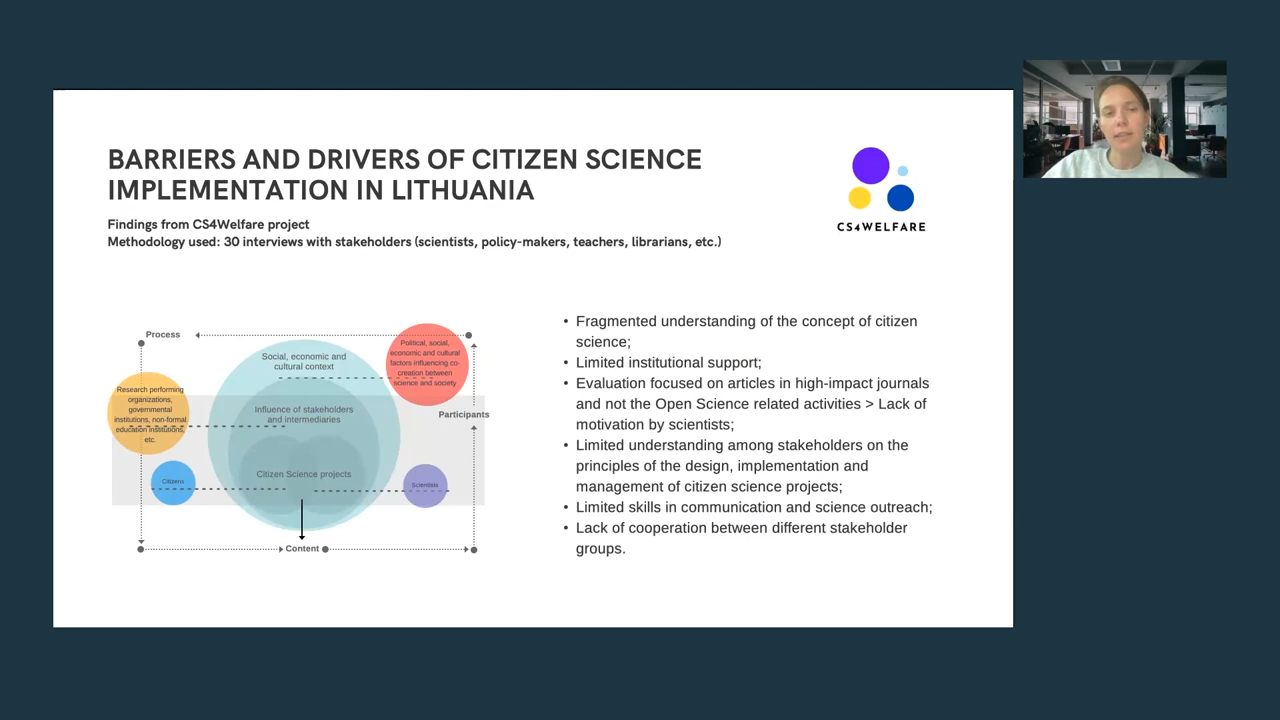 BARRIERS AND DRIVERS OF CITIZEN SCIENCE
IMPLEMENTATION IN LITHUANIA
Findings from CS4Welfare project
Methodology used: 30 interviews with stakeholders (scientists, policy-makers, teachers, librarians, etc.)
CS4WELFARE
Process
Social, economic and
cultural context
Political, social,
economic and cultural
factors influencing co-
creation between
science and society
Research performing
organizations,
governmental
institutions, non-formal
education institutions,
etc.
Influence of stakeholders
and intermediaries
Participants
Citizen Science projects
Citizens
Scientists
Content
• Fragmented understanding of the concept of citizen
science;
• Limited institutional support;
• Evaluation focused on articles in high-impact journals
and not the Open Science related activities > Lack of
motivation by scientists;
• Limited understanding among stakeholders on the
principles of the design, implementation and
management of citizen science projects;
• Limited skills in communication and science outreach;
• Lack of cooperation between different stakeholder
groups.